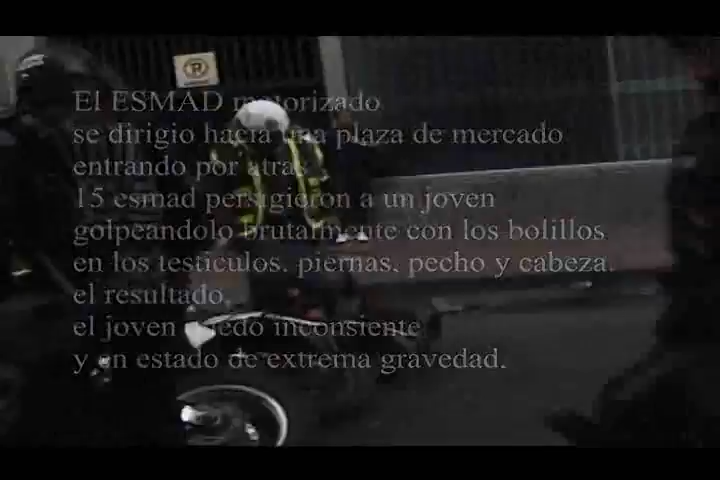 El ESMAD motorizado
se dirigio hacia una plaza de mercado
entrando por atras
15 esmad persiguieron a un joven
golpeandolo brutalmente con los bolillos
en los testiculos, piernas, pecho y cabeza.
el resultado,
el joven quedo inconsiente
y en estado de extrema gravedad.